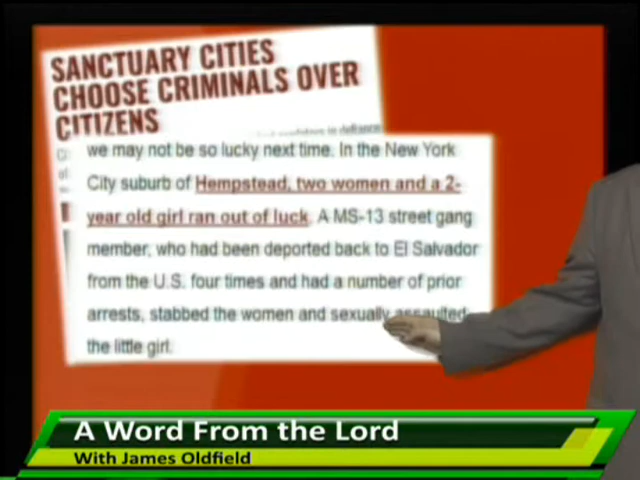 SANCTUARY CITIES
CHOOSE CRIMINALS OVER
CITIZENS
in defiance
we may not be so lucky next time. In the New York
City suburb of Hempstead, two women and a 2-
year old girl ran out of luck. A MS-13 street gang
member, who had been deported back to El Salvador
from the U.S. four times and had a number of prior
arrests, stabbed the women and sexually assaulted
the little girl.
A Word From the Lord
With James Oldfield